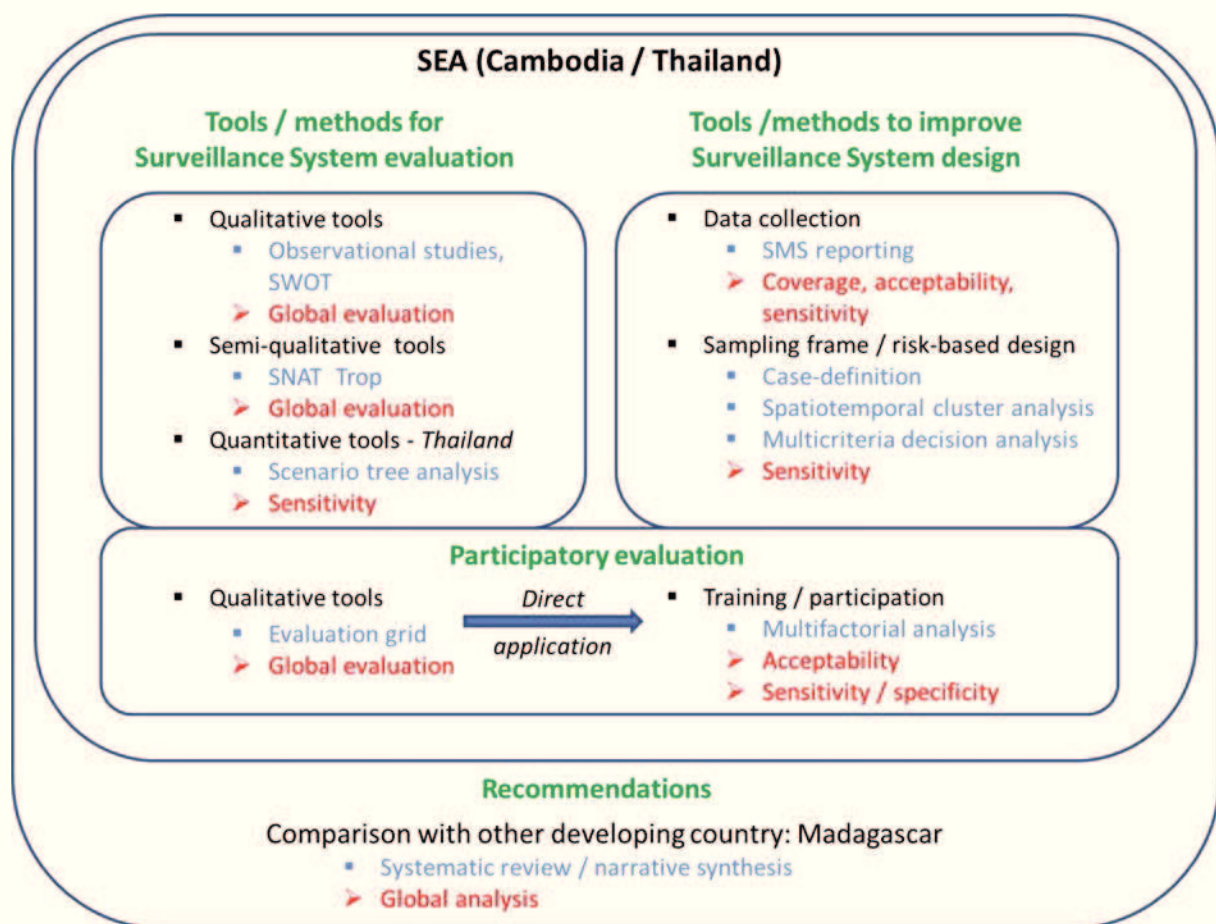 SEA (Cambodia / Thailand)
Tools / methods for
Surveillance System evaluation
▪ Qualitative tools
▪ Observational studies,
SWOT
➢ Global evaluation
▪ Semi-qualitative tools
▪ SNAT Trop
➢ Global evaluation
▪ Quantitative tools - Thailand
▪ Scenario tree analysis
➢ Sensitivity
Tools /methods to improve
Surveillance System design
▪ Data collection
▪ SMS reporting
➢ Coverage, acceptability,
sensitivity
▪ Sampling frame / risk-based design
▪ Case-definition
▪ Spatiotemporal cluster analysis
▪ Multicriteria decision analysis
➢ Sensitivity
Participatory evaluation
▪ Qualitative tools
▪ Evaluation grid
➢ Global evaluation
Direct
application
▪ Training / participation
▪ Multifactorial analysis
➢ Acceptability
➢ Sensitivity / specificity
Recommendations
Comparison with other developing country: Madagascar
▪ Systematic review / narrative synthesis
➢ Global analysis